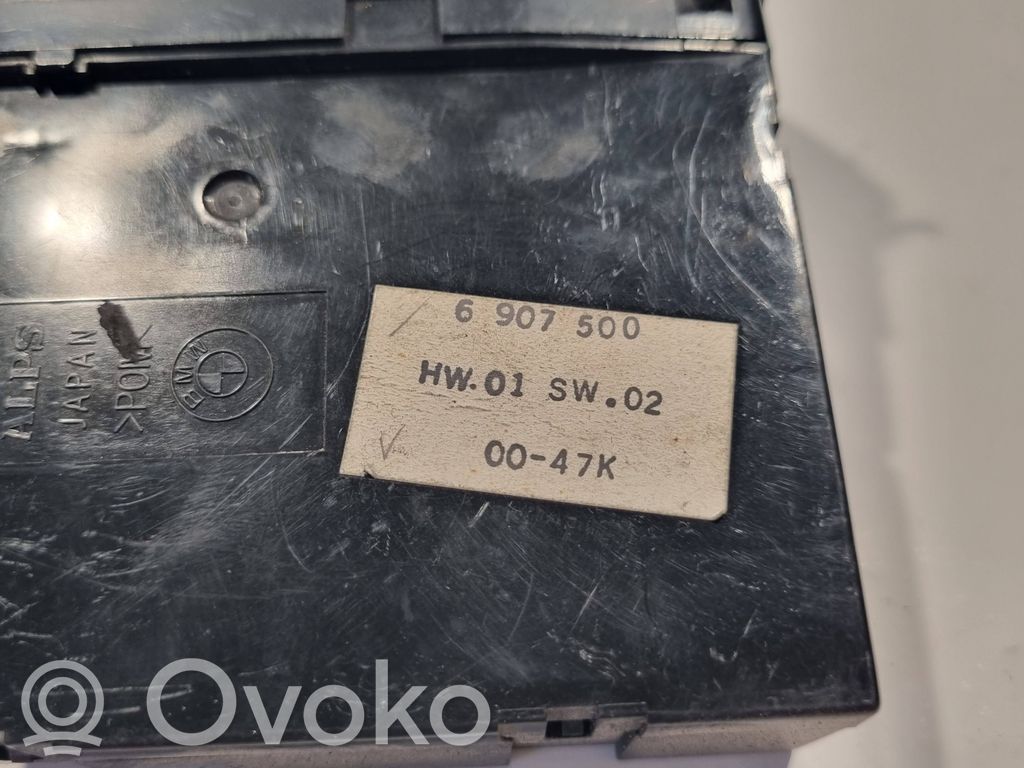 6 907 500
HW.01 SW.02
00-47K
ALPS
JAPAN
>POM<
BMW
Ovoko